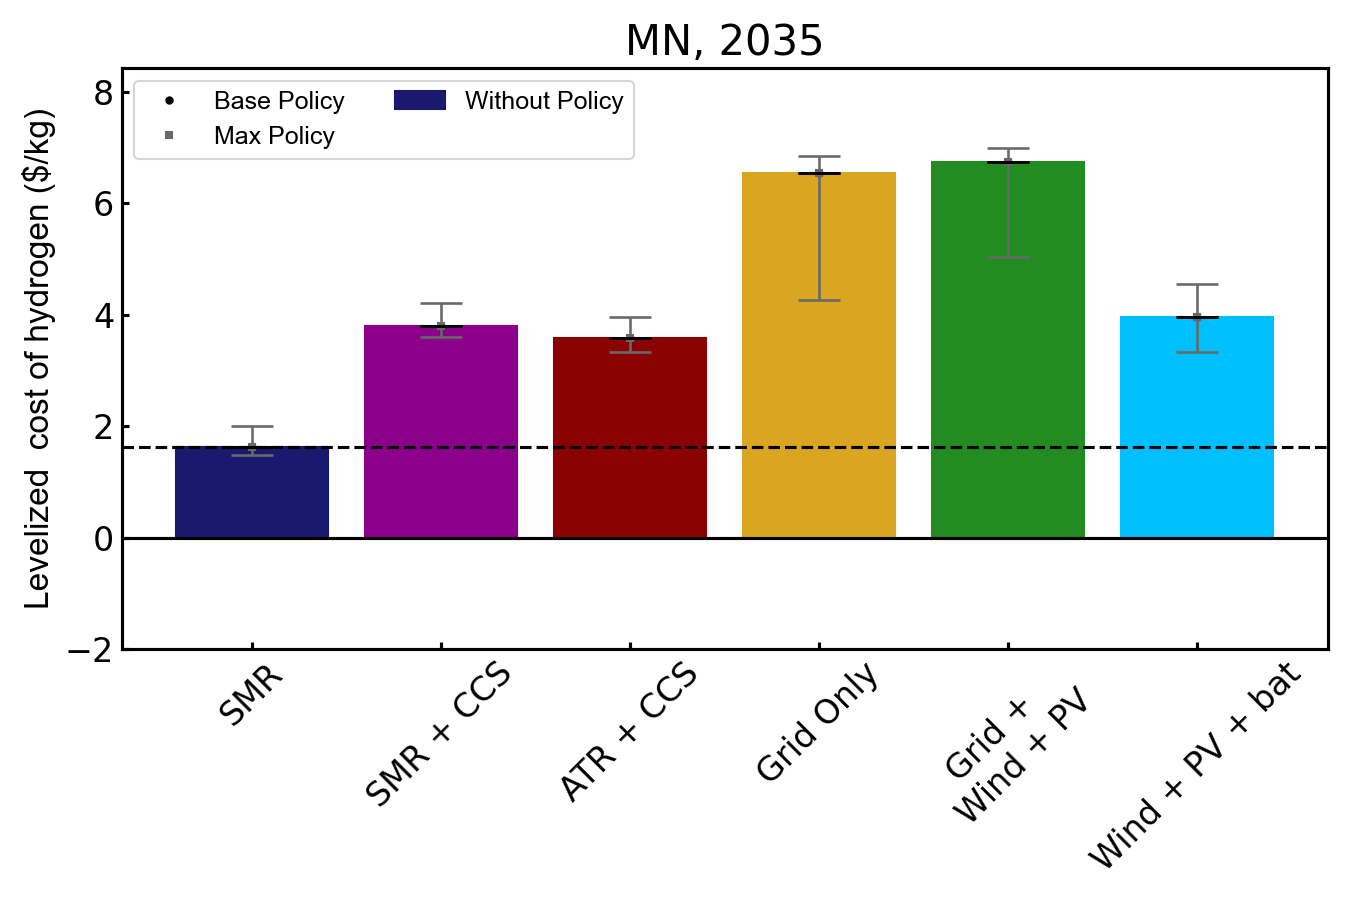 MN, 2035
Levelized  cost of hydrogen ($/kg)
8
6
4
2
0
−2
Base Policy
Max Policy
Without Policy
SMR
SMR + CCS
ATR + CCS
Grid Only
Grid +
Wind + PV
Wind + PV + bat